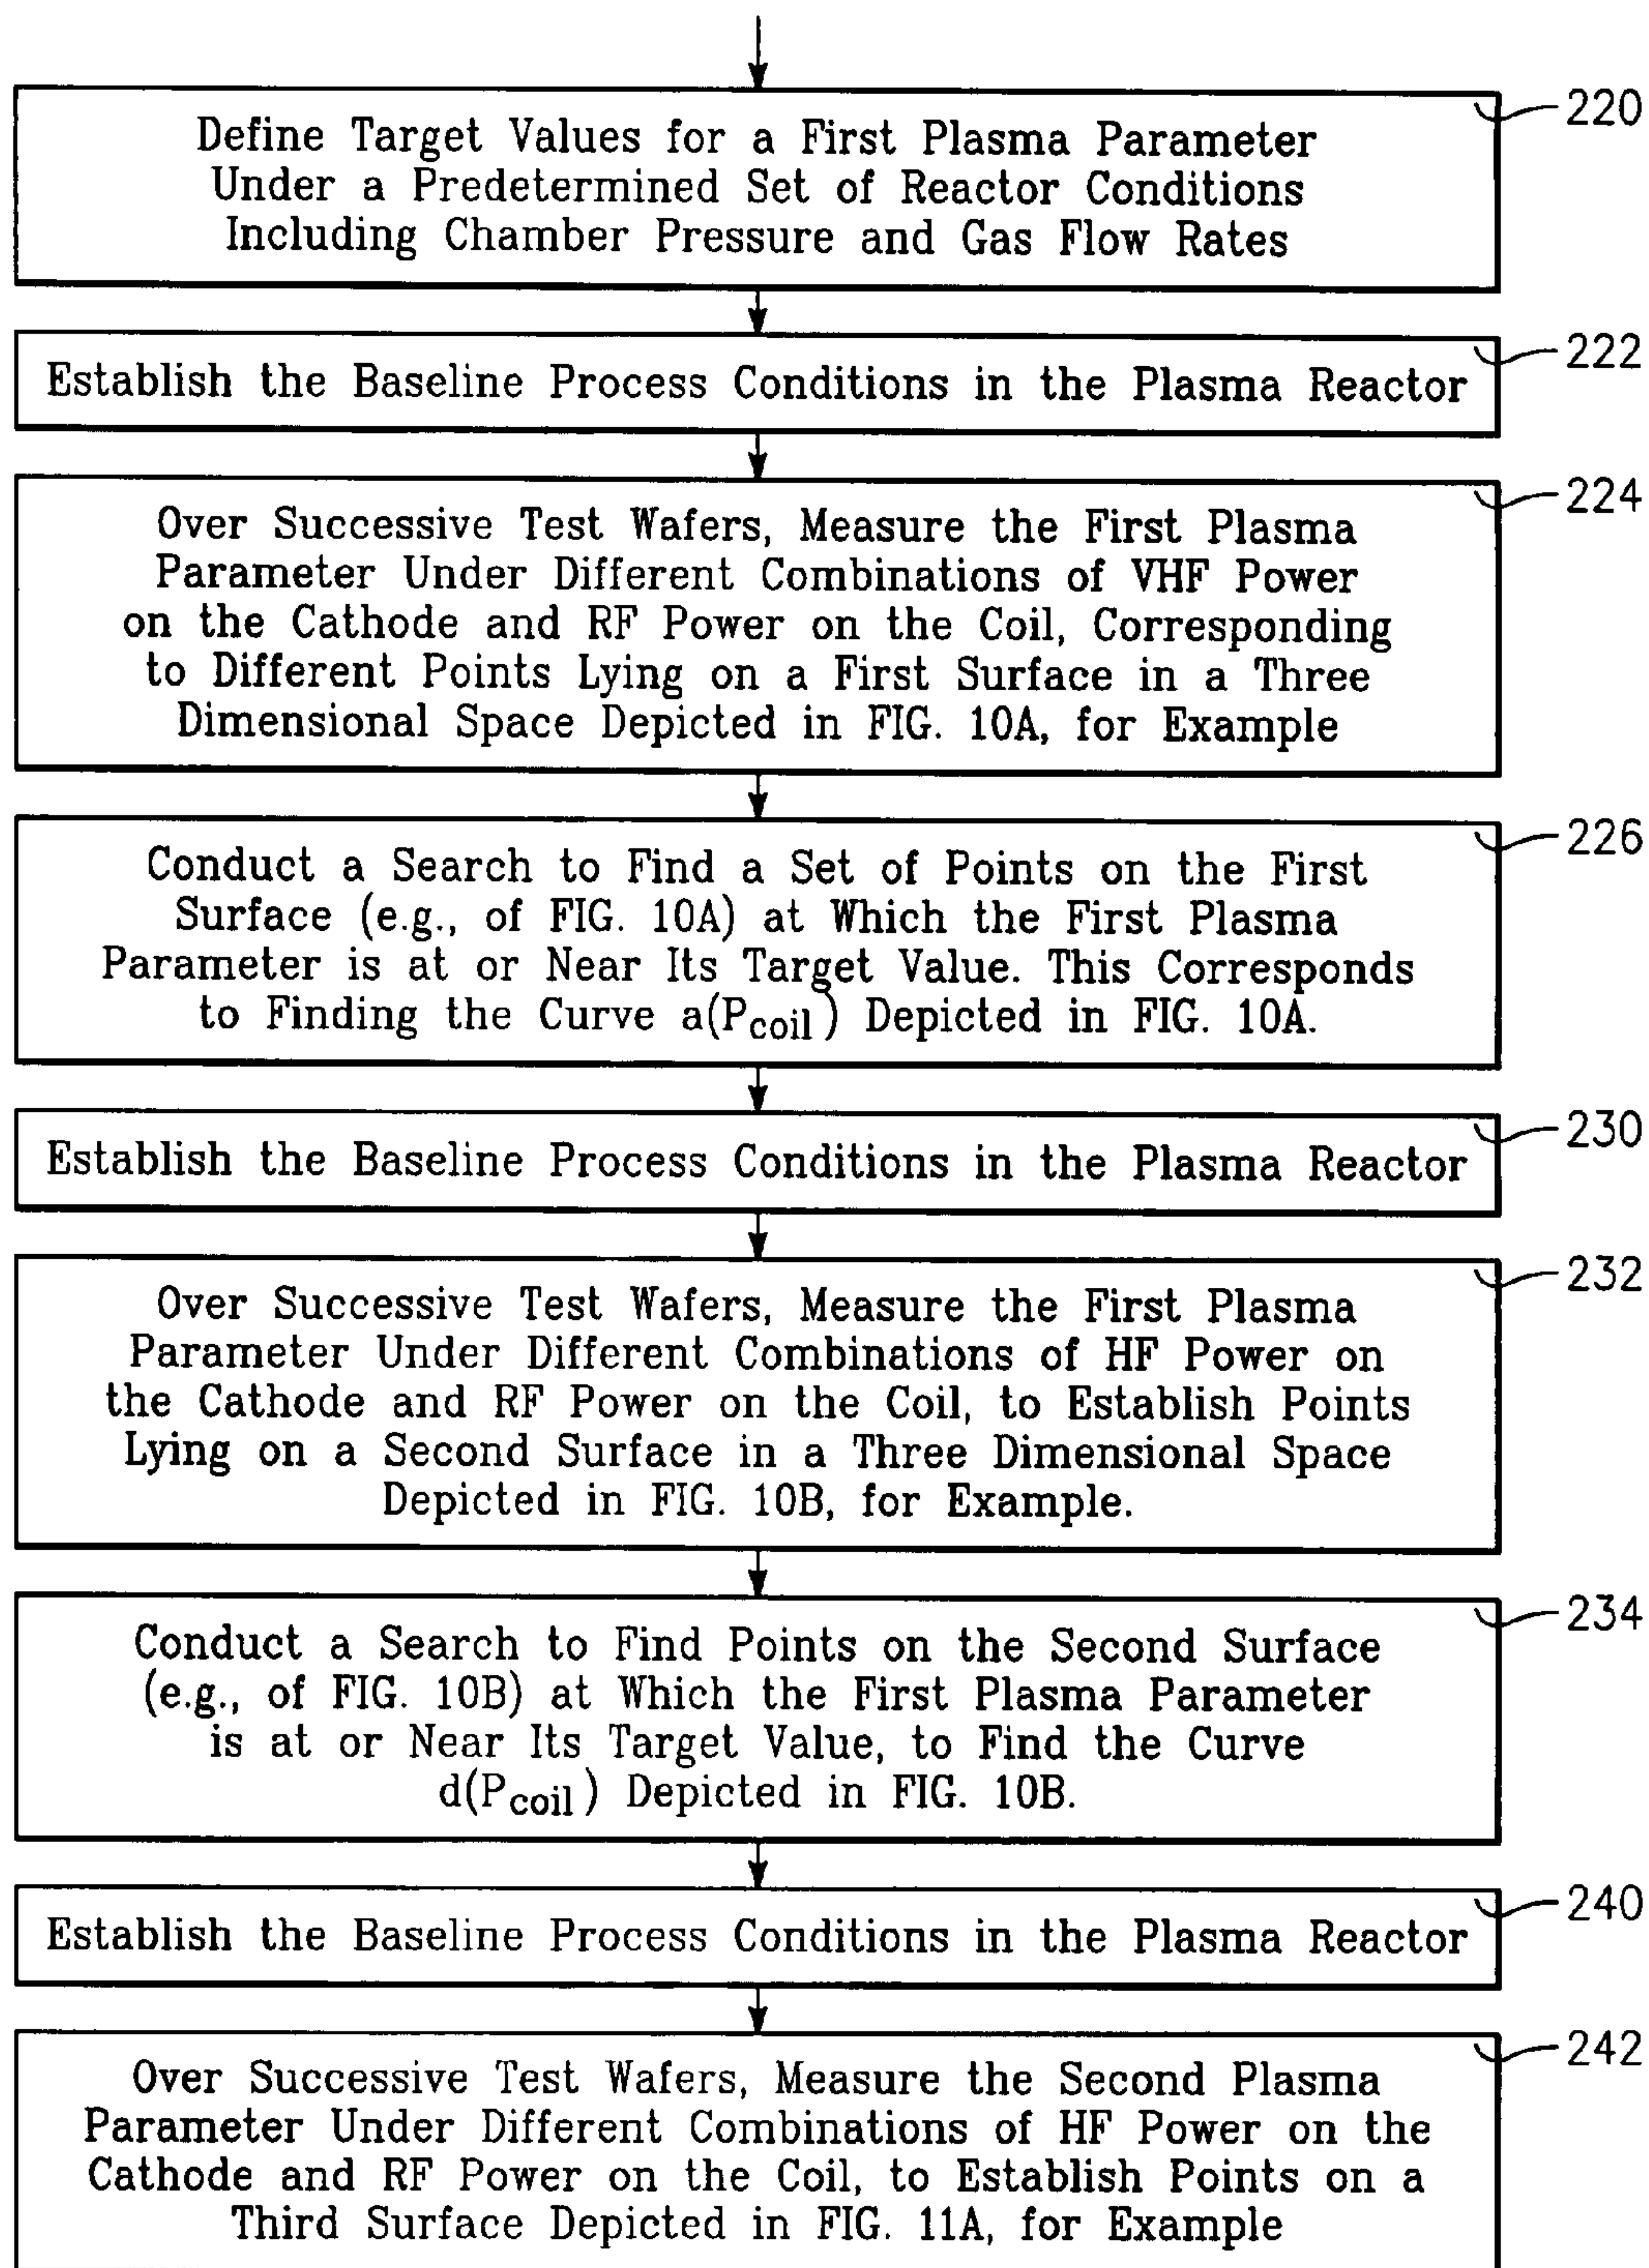 220
Define Target Values for a First Plasma Parameter
Under a Predetermined Set of Reactor Conditions
Including Chamber Pressure and Gas Flow Rates
222
Establish the Baseline Process Conditions in the Plasma Reactor
224
Over Successive Test Wafers, Measure the First Plasma
Parameter Under Different Combinations of VHF Power
on the Cathode and RF Power on the Coil, Corresponding
to Different Points Lying on a First Surface in a Three
Dimensional Space Depicted in FIG. 10A, for Example
226
Conduct a Search to Find a Set of Points on the First
Surface (e.g., of FIG. 10A) at Which the First Plasma
Parameter is at or Near Its Target Value. This Corresponds
to Finding the Curve a(Pcoil) Depicted in FIG. 10A.
230
Establish the Baseline Process Conditions in the Plasma Reactor
232
Over Successive Test Wafers, Measure the First Plasma
Parameter Under Different Combinations of HF Power on
the Cathode and RF Power on the Coil, to Establish Points
Lying on a Second Surface in a Three Dimensional Space
Depicted in FIG. 10B, for Example.
234
Conduct a Search to Find Points on the Second Surface
(e.g., of FIG. 10B) at Which the First Plasma Parameter
is at or Near Its Target Value, to Find the Curve
d(Pcoil) Depicted in FIG. 10B.
240
Establish the Baseline Process Conditions in the Plasma Reactor
242
Over Successive Test Wafers, Measure the Second Plasma
Parameter Under Different Combinations of HF Power on the
Cathode and RF Power on the Coil, to Establish Points on a
Third Surface Depicted in FIG. 11A, for Example